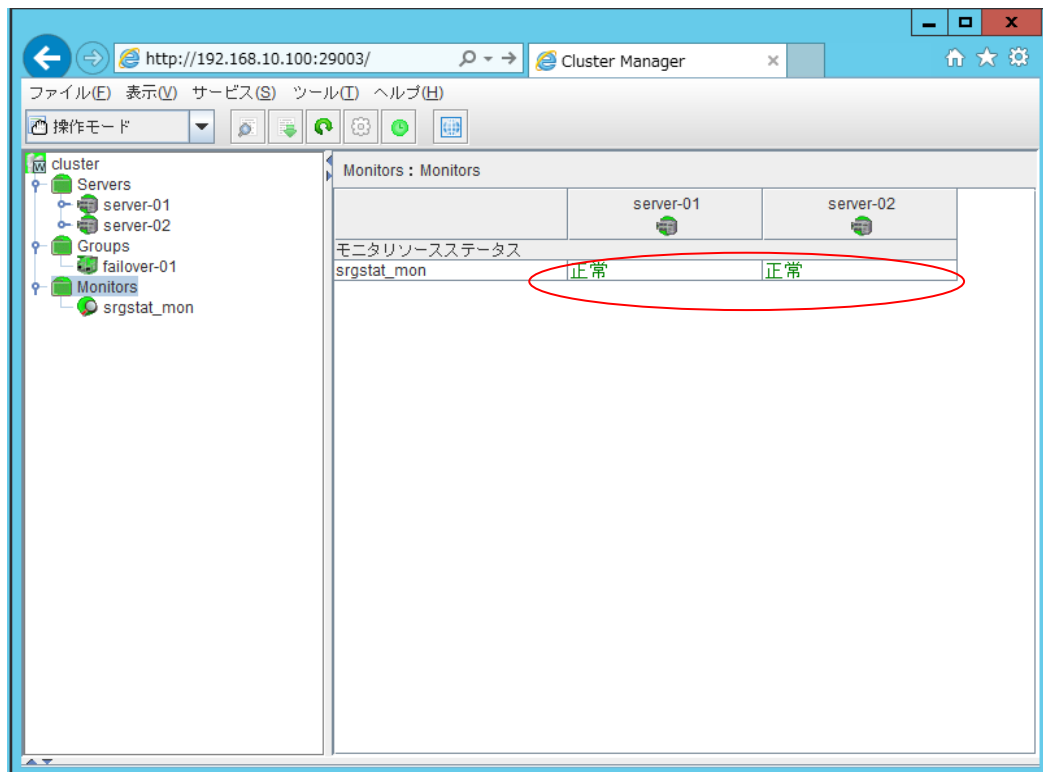 http://192.168.10.100:29003/
Cluster Manager
ファイル(F) 表示(V) サービス(S) ツール(T) ヘルプ(H)
操作モード
cluster
Servers
server-01
server-02
Groups
failover-01
Monitors
srgstat_mon
Monitors : Monitors
server-01 server-02
モニタリソースステータス
srgstat_mon 正常 正常